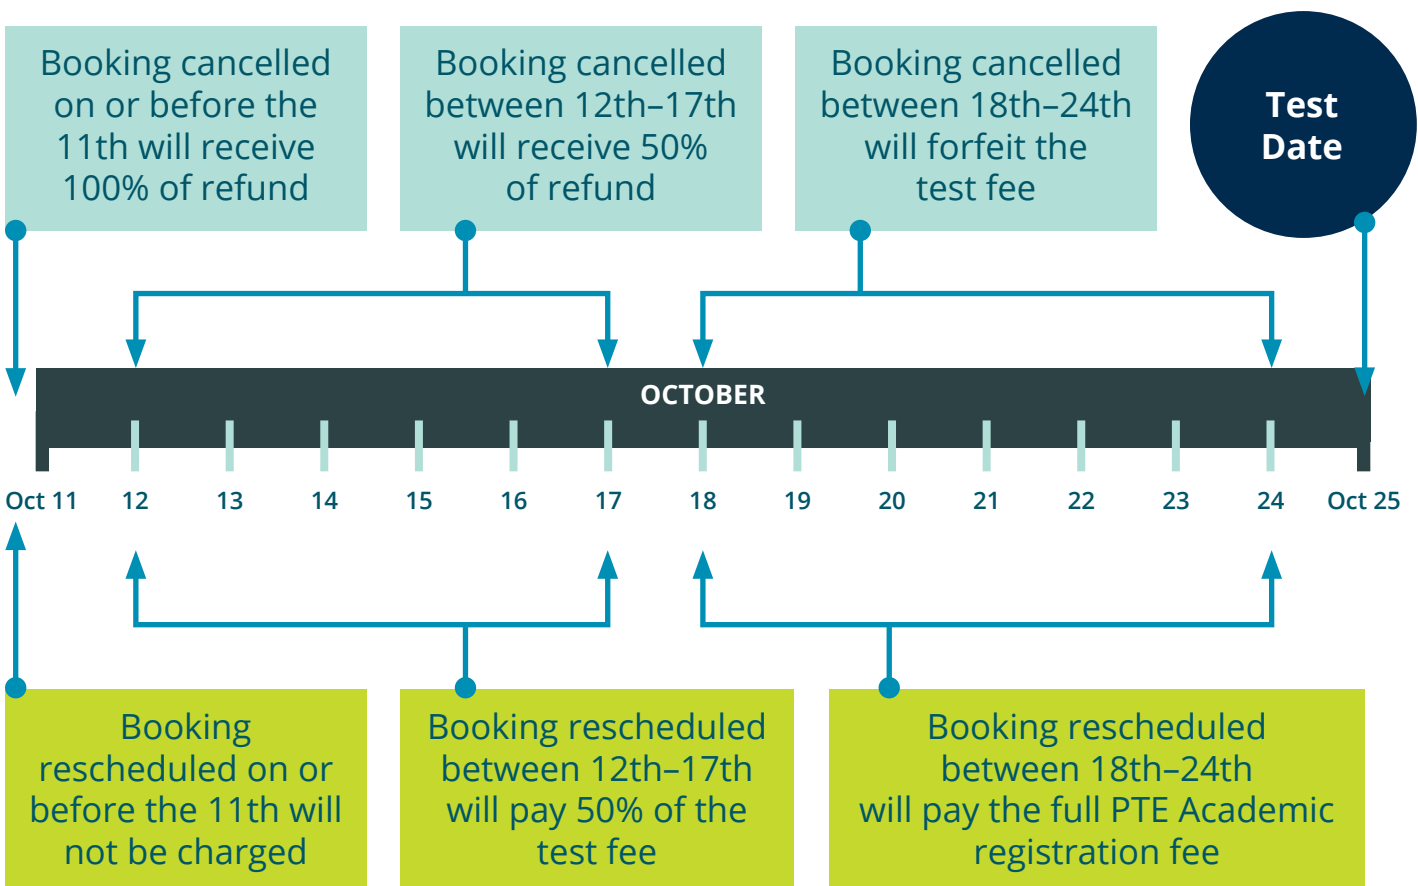 Booking cancelled
on or before the
11th will receive
100% of refund
Booking cancelled
between 12th–17th
will receive 50%
of refund
Booking cancelled
between 18th–24th
will forfeit the
test fee
Test
Date
OCTOBER
Oct 11 12 13 14 15 16 17 18 19 20 21 22 23 24 Oct 25
Booking
rescheduled on or
before the 11th will
not be charged
Booking rescheduled
between 12th–17th
will pay 50% of the
test fee
Booking rescheduled
between 18th–24th
will pay the full PTE Academic
registration fee